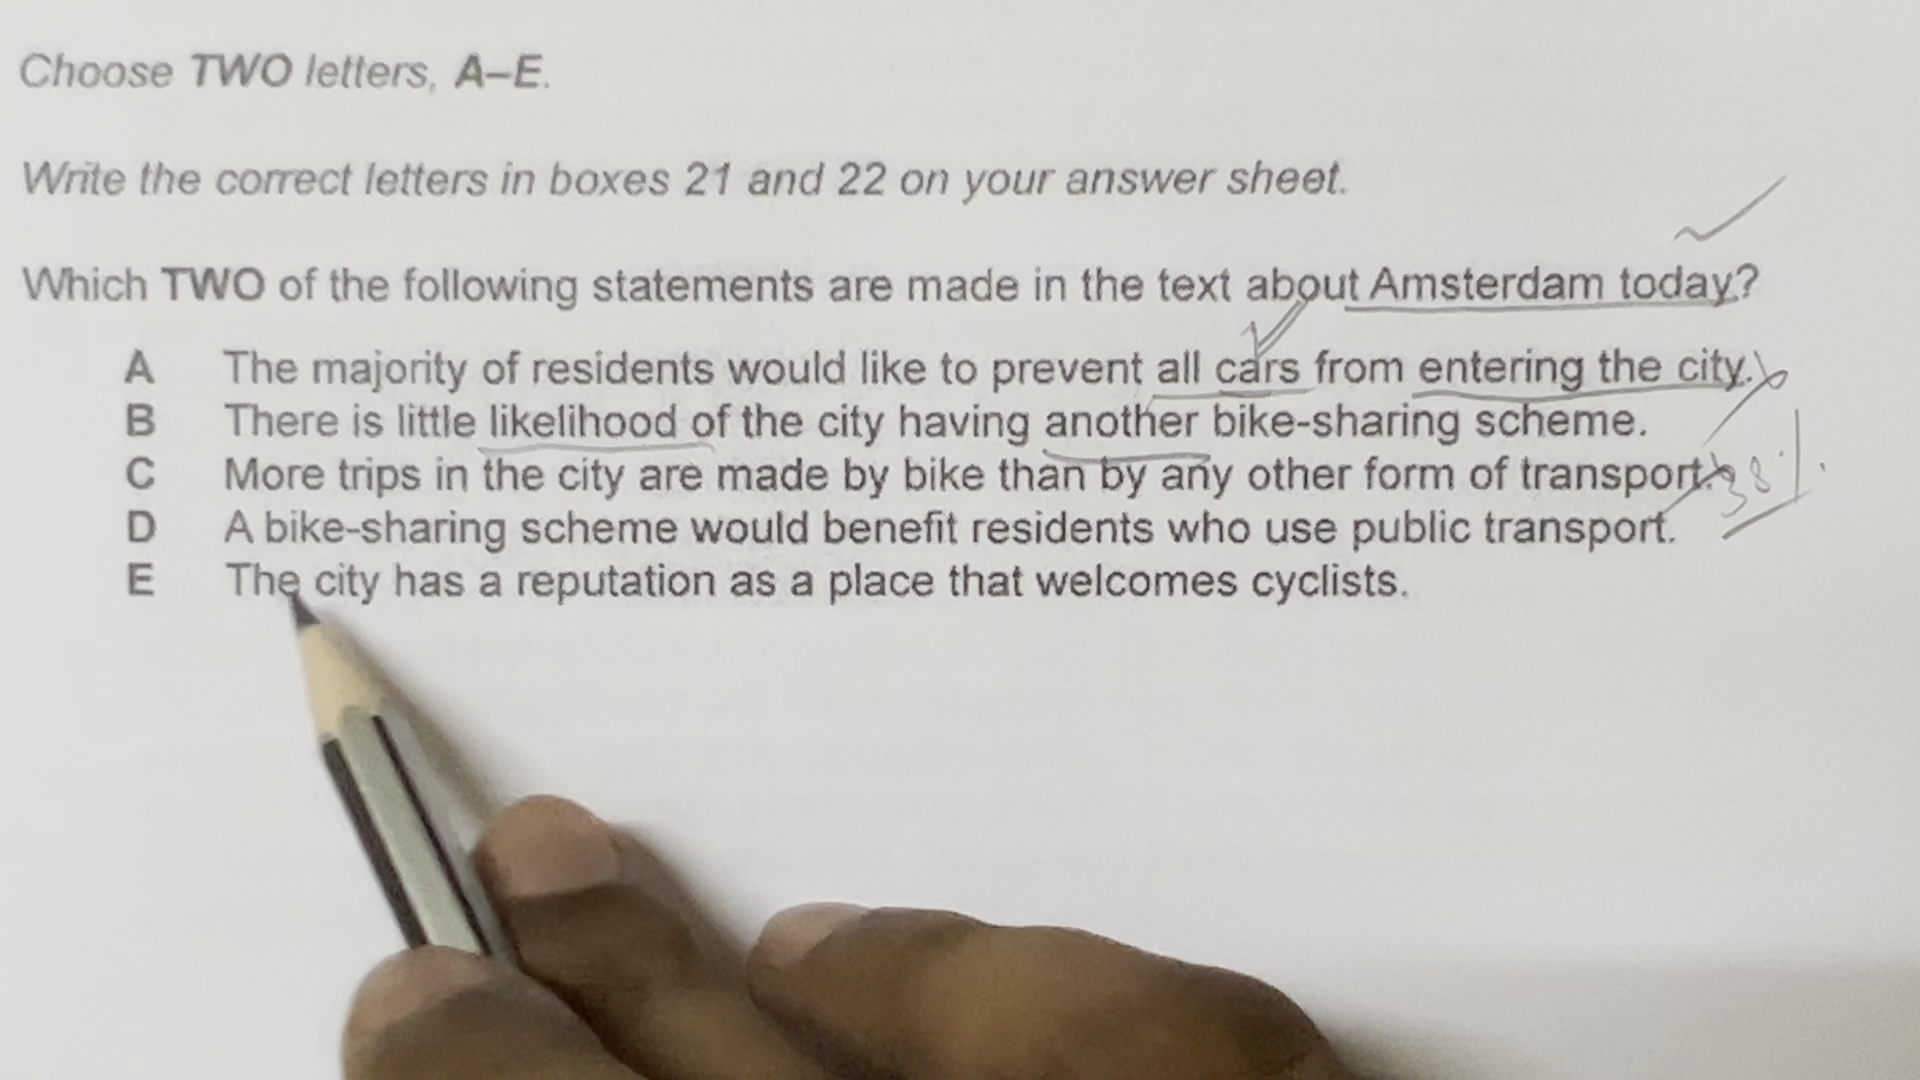 Choose TWO letters, A–E.
Write the correct letters in boxes 21 and 22 on your answer sheet.
Which TWO of the following statements are made in the text about Amsterdam today?
A The majority of residents would like to prevent all cars from entering the city.
B There is little likelihood of the city having another bike-sharing scheme.
C More trips in the city are made by bike than by any other form of transport.
38%
D A bike-sharing scheme would benefit residents who use public transport.
E The city has a reputation as a place that welcomes cyclists.